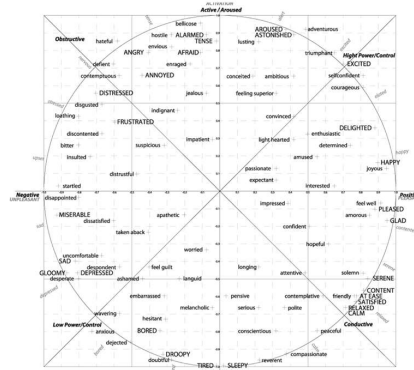 Active / Aroused
bellicose
hateful
hostile
ALARMED
TENSE
AROUSED
ASTONISHED
adventurous
Obstructive
envious
lusting
ANGRY
AFRAID
triumphant
Hight Power/Control
defient
enraged
EXCITED
contemptuous
ANNOYED
conceited
ambitious
selfconfident
courageous
DISTRESSED
jealous
feeling superior
disgusted
indignant
loathing
FRUSTRATED
convinced
DELIGHTED
discontented
enthusiastic
bitter
suspicious
impatient
light hearted
determined
insulted
amused
HAPPY
passionate
joyous
distrustful
expectant
startled
interested
Negative
UNPLEASANT
disappointed
impressed
feel well
PLEASED
MISERABLE
apathetic
amorous
GLAD
dissatisfied
confident
taken aback
hopeful
worried
uncomfortable
SAD
despondent
feel guilt
longing
GLOOMY
DEPRESSED
attentive
solemn
SERENE
desperate
ashamed
languid
CONTENT
embarrassed
pensive
contemplative
friendly
AT EASE
SATISFIED
wavering
melancholic
serious
polite
RELAXED
CALM
hesitant
Low Power/Control
Conductive
anxious
BORED
conscientious
peaceful
dejected
DROOPY
compassionate
doubtful
reverent
TIRED
SLEEPY